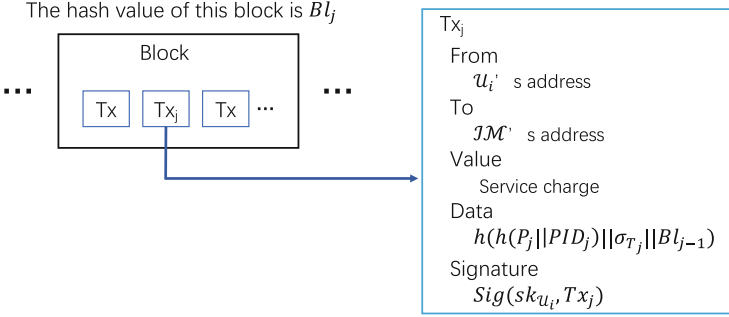 The hash value of this block is Bl_j
Block
...
Tx
Tx_j
Tx
...
...
Tx_j
From
𝒰_i's address
To
ℐℳ's address
Value
Service charge
Data
h(h(P_j||PID_j)||σ_{T_j}||Bl_{j-1})
Signature
Sig(sk_{𝒰_i}, Tx_j)